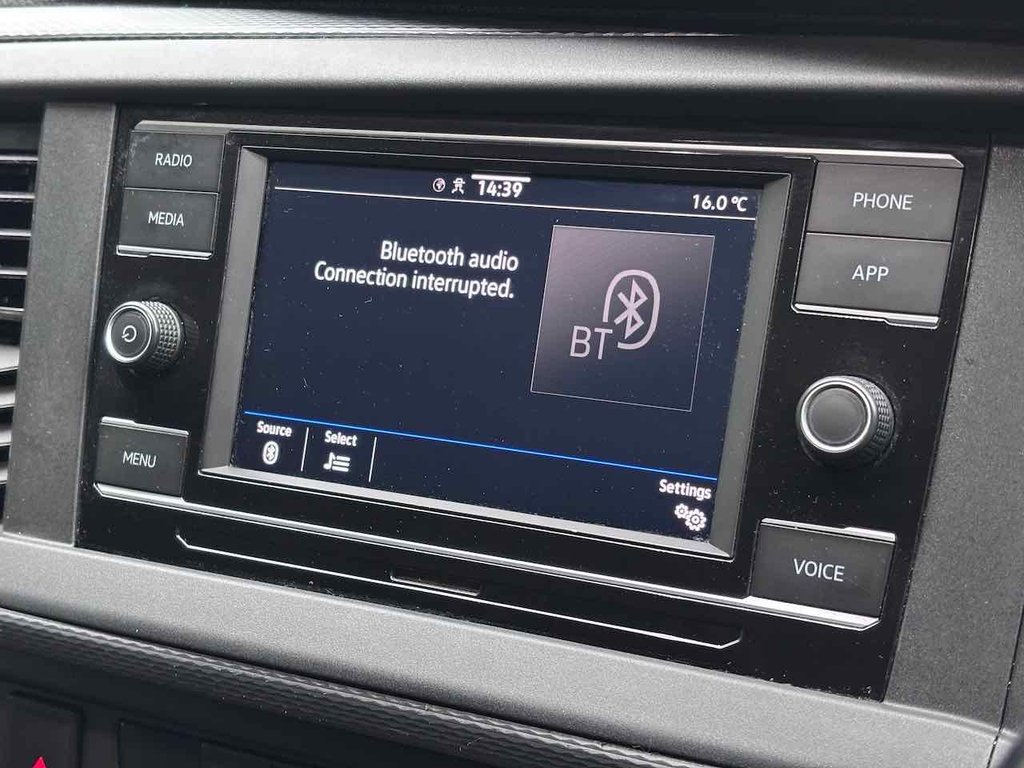 RADIO
MEDIA
MENU
14:39
16.0 °C
Bluetooth audio
Connection interrupted.
BT
Source
Select
Settings
PHONE
APP
VOICE